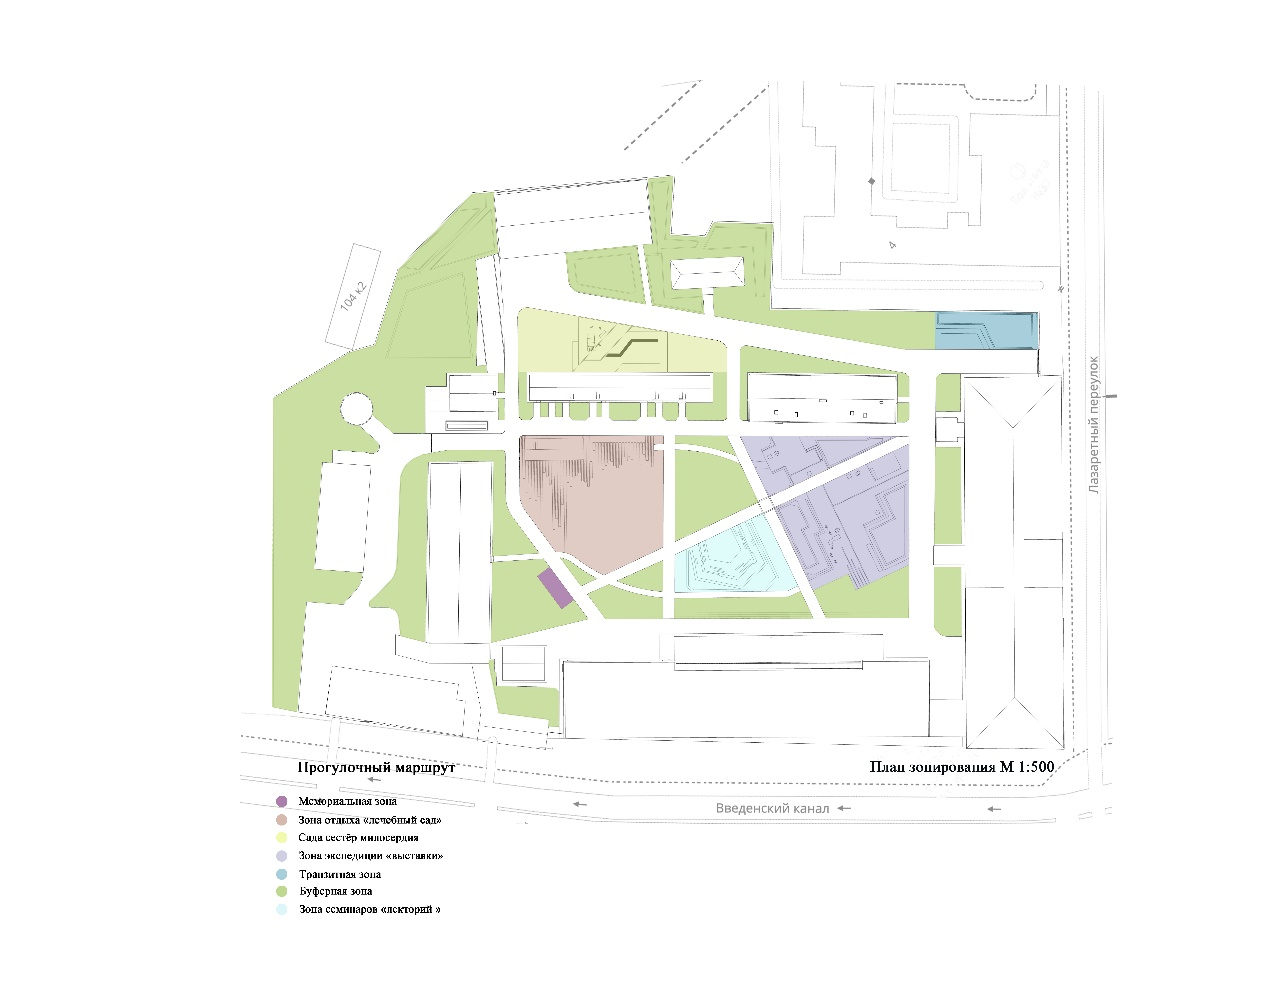 104 к2
Лазаретный переулок
Прогулочный маршрут
План зонирования М 1:500
Введенский канал
Мемориальная зона
Зона отдыха «лечебный сад»
Сада сестёр милосердия
Зона экспедиции «выставки»
Транзитная зона
Буферная зона
Зона семинаров «лекторий »